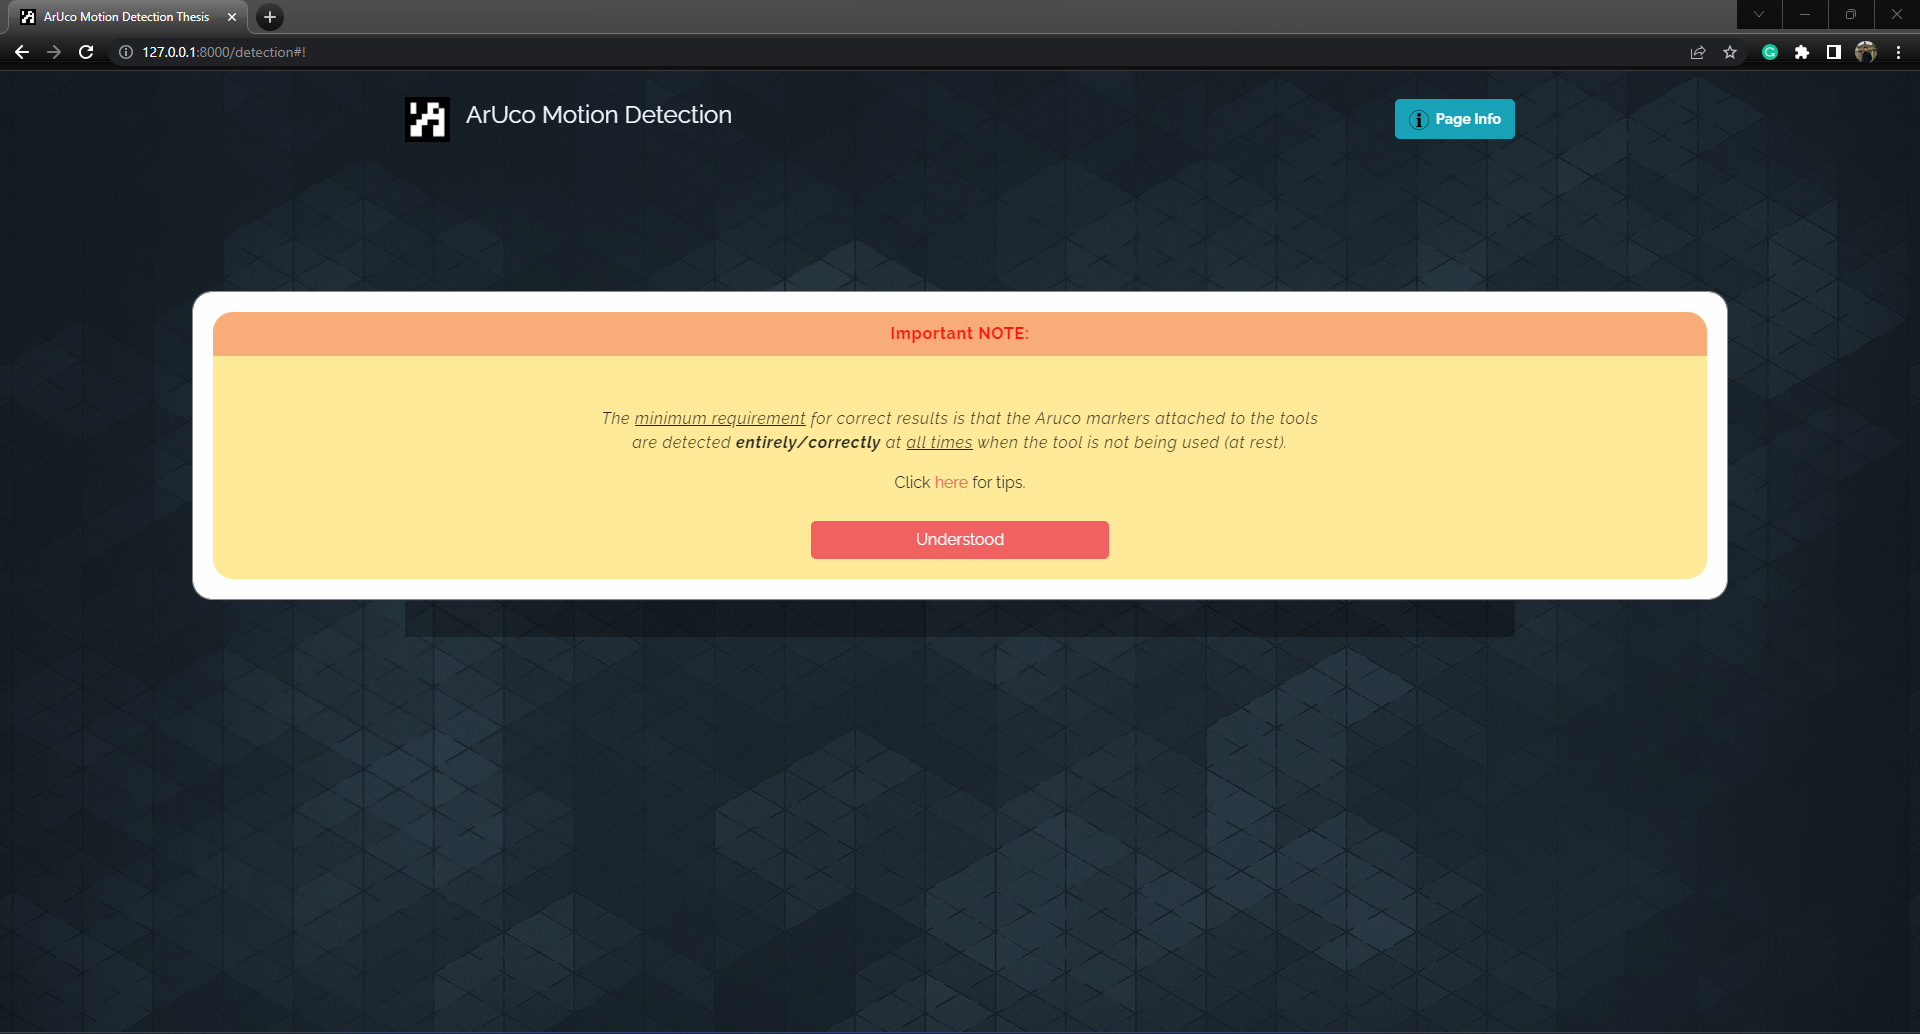 ArUco Motion Detection Thesis
127.0.0.1:8000/detection#!
ArUco Motion Detection
Page Info
Important NOTE:
The minimum requirement for correct results is that the Aruco markers attached to the tools
are detected entirely/correctly at all times when the tool is not being used (at rest).
Click here for tips.
Understood